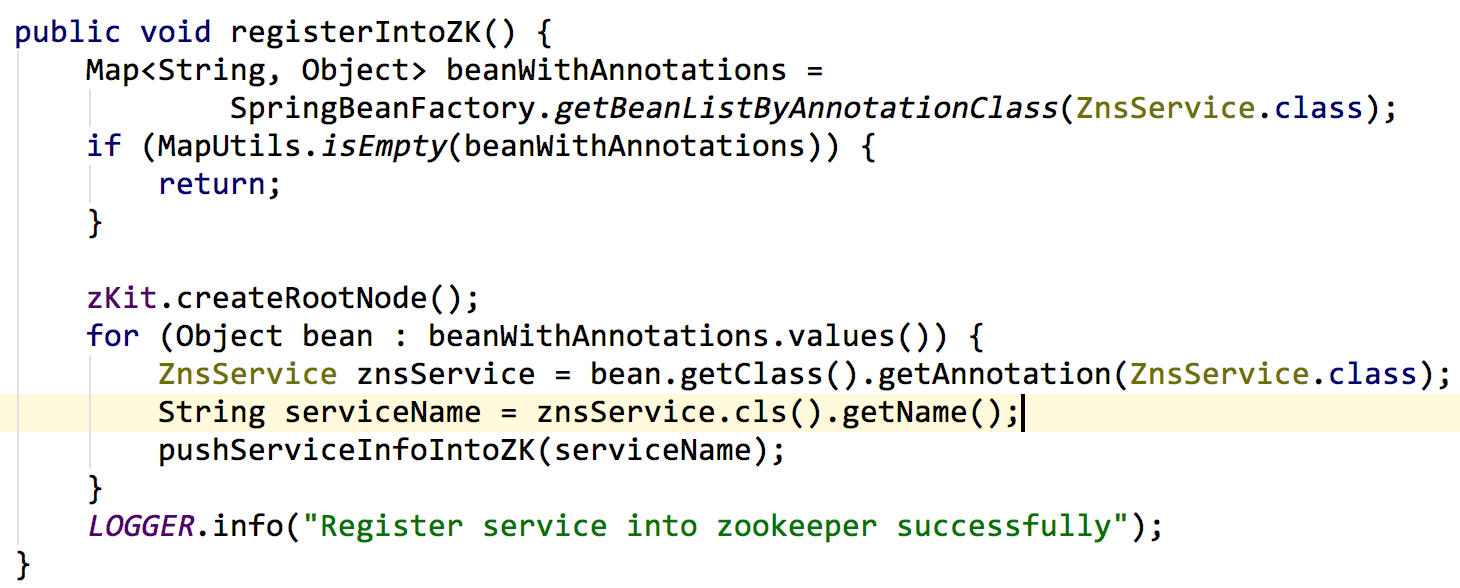 public void registerIntoZK() {
    Map<String, Object> beanWithAnnotations =
            SpringBeanFactory.getBeanListByAnnotationClass(ZnsService.class);
    if (MapUtils.isEmpty(beanWithAnnotations)) {
        return;
    }

    zKit.createRootNode();
    for (Object bean : beanWithAnnotations.values()) {
        ZnsService znsService = bean.getClass().getAnnotation(ZnsService.class);
        String serviceName = znsService.cls().getName();
        pushServiceInfoIntoZK(serviceName);
    }
    LOGGER.info("Register service into zookeeper successfully");
}